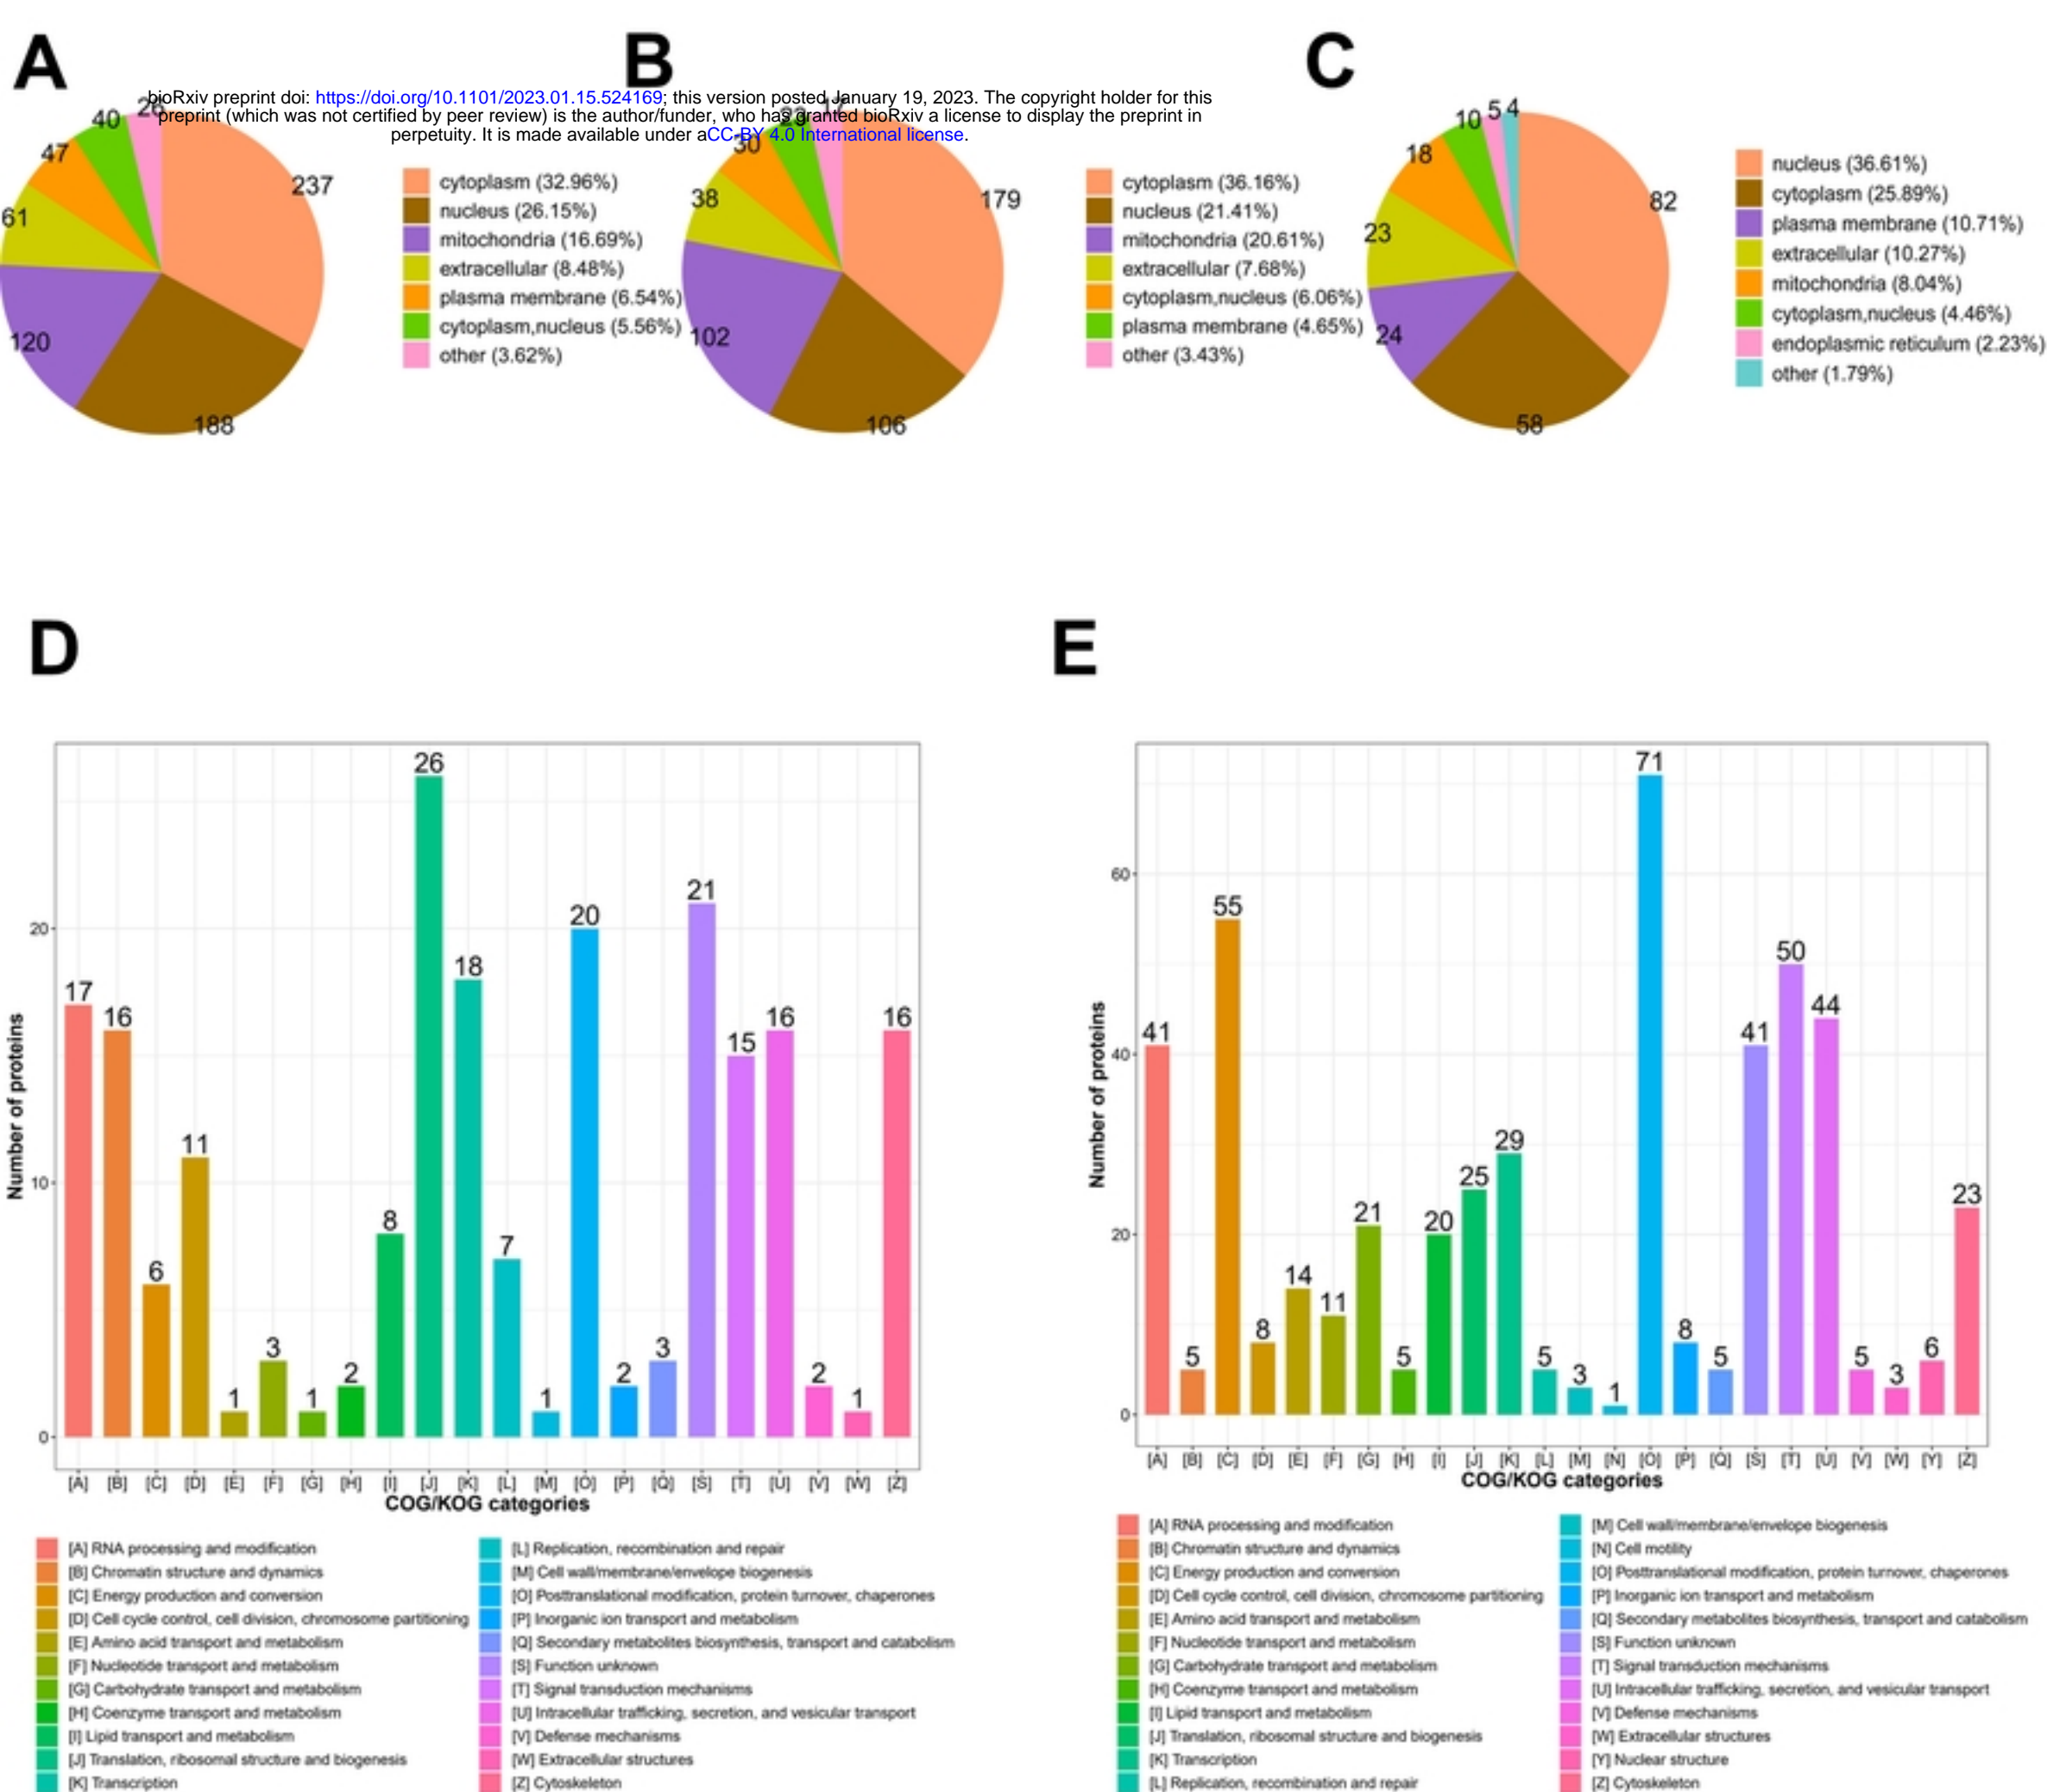 A
B
C
bioRxiv preprint doi: https://doi.org/10.1101/2023.01.15.524169; this version posted January 19, 2023. The copyright holder for this
preprint (which was not certified by peer review) is the author/funder, who has granted bioRxiv a license to display the preprint in
perpetuity. It is made available under aCC-BY 4.0 International license.
26
40
47
61
120
188
237
cytoplasm (32.96%)
nucleus (26.15%)
mitochondria (16.69%)
extracellular (8.48%)
plasma membrane (6.54%)
cytoplasm,nucleus (5.56%)
other (3.62%)
17
23
30
38
102
106
179
cytoplasm (36.16%)
nucleus (21.41%)
mitochondria (20.61%)
extracellular (7.68%)
cytoplasm,nucleus (6.06%)
plasma membrane (4.65%)
other (3.43%)
4
5
10
18
23
24
58
82
nucleus (36.61%)
cytoplasm (25.89%)
plasma membrane (10.71%)
extracellular (10.27%)
mitochondria (8.04%)
cytoplasm,nucleus (4.46%)
endoplasmic reticulum (2.23%)
other (1.79%)
D
Number of proteins
20
10
0
17 16 6 11 1 3 1 2 8 26 18 7 1 20 2 3 21 15 16 2 1 16
[A] [B] [C] [D] [E] [F] [G] [H] [I] [J] [K] [L] [M] [O] [P] [Q] [S] [T] [U] [V] [W] [Z]
COG/KOG categories
[A] RNA processing and modification
[B] Chromatin structure and dynamics
[C] Energy production and conversion
[D] Cell cycle control, cell division, chromosome partitioning
[E] Amino acid transport and metabolism
[F] Nucleotide transport and metabolism
[G] Carbohydrate transport and metabolism
[H] Coenzyme transport and metabolism
[I] Lipid transport and metabolism
[J] Translation, ribosomal structure and biogenesis
[K] Transcription
[L] Replication, recombination and repair
[M] Cell wall/membrane/envelope biogenesis
[O] Posttranslational modification, protein turnover, chaperones
[P] Inorganic ion transport and metabolism
[Q] Secondary metabolites biosynthesis, transport and catabolism
[S] Function unknown
[T] Signal transduction mechanisms
[U] Intracellular trafficking, secretion, and vesicular transport
[V] Defense mechanisms
[W] Extracellular structures
[Z] Cytoskeleton
E
Number of proteins
60
40
20
0
41 5 55 8 14 11 21 5 20 25 29 5 3 1 71 8 5 41 50 44 5 3 6 23
[A] [B] [C] [D] [E] [F] [G] [H] [I] [J] [K] [L] [M] [N] [O] [P] [Q] [S] [T] [U] [V] [W] [Y] [Z]
COG/KOG categories
[A] RNA processing and modification
[B] Chromatin structure and dynamics
[C] Energy production and conversion
[D] Cell cycle control, cell division, chromosome partitioning
[E] Amino acid transport and metabolism
[F] Nucleotide transport and metabolism
[G] Carbohydrate transport and metabolism
[H] Coenzyme transport and metabolism
[I] Lipid transport and metabolism
[J] Translation, ribosomal structure and biogenesis
[K] Transcription
[L] Replication, recombination and repair
[M] Cell wall/membrane/envelope biogenesis
[N] Cell motility
[O] Posttranslational modification, protein turnover, chaperones
[P] Inorganic ion transport and metabolism
[Q] Secondary metabolites biosynthesis, transport and catabolism
[S] Function unknown
[T] Signal transduction mechanisms
[U] Intracellular trafficking, secretion, and vesicular transport
[V] Defense mechanisms
[W] Extracellular structures
[Y] Nuclear structure
[Z] Cytoskeleton